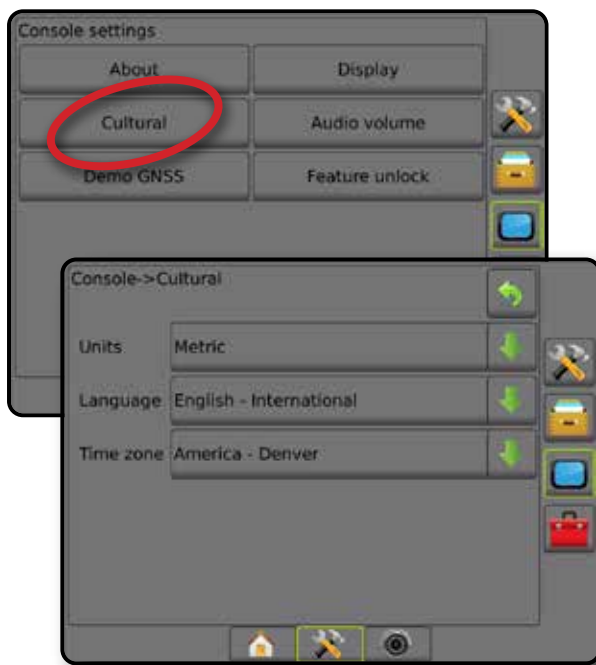 Console settings
About
Display
Cultural
Audio volume
Demo GNSS
Feature unlock
Console->Cultural
Units Metric
Language English - International
Time zone America - Denver